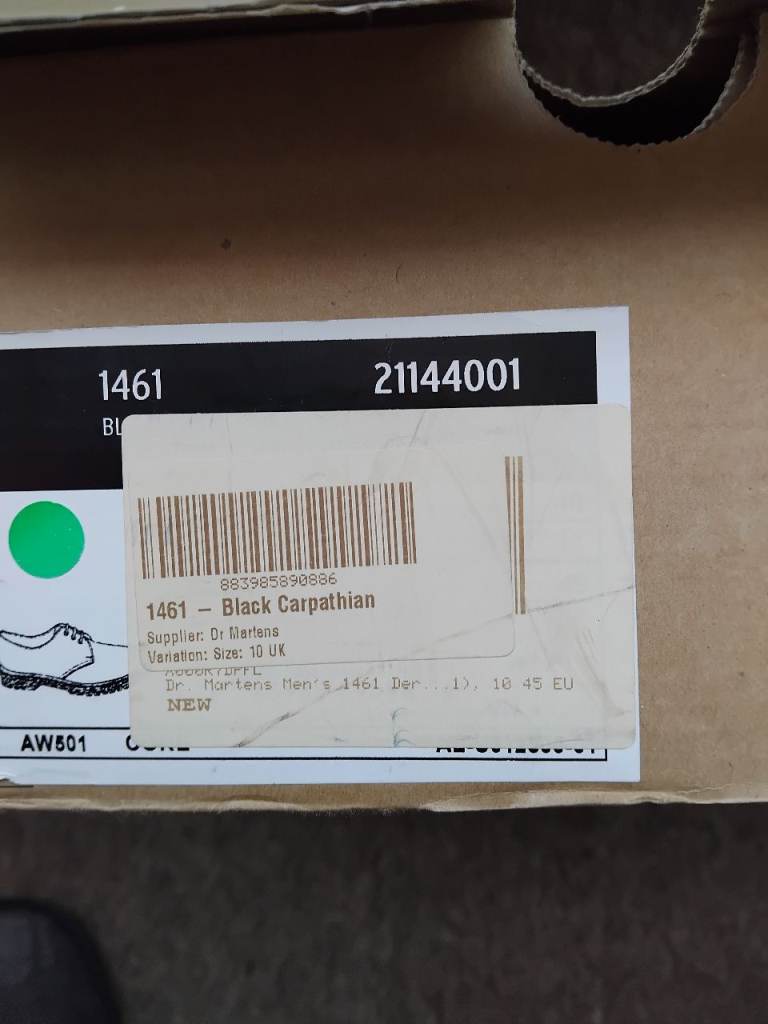 1461 21144001
883985890886
1461 – Black Carpathian
Supplier: Dr Martens
Variation: Size: 10 UK
Dr. Martens Men's 1461 Der...1), 10 45 EU
NEW
AW501